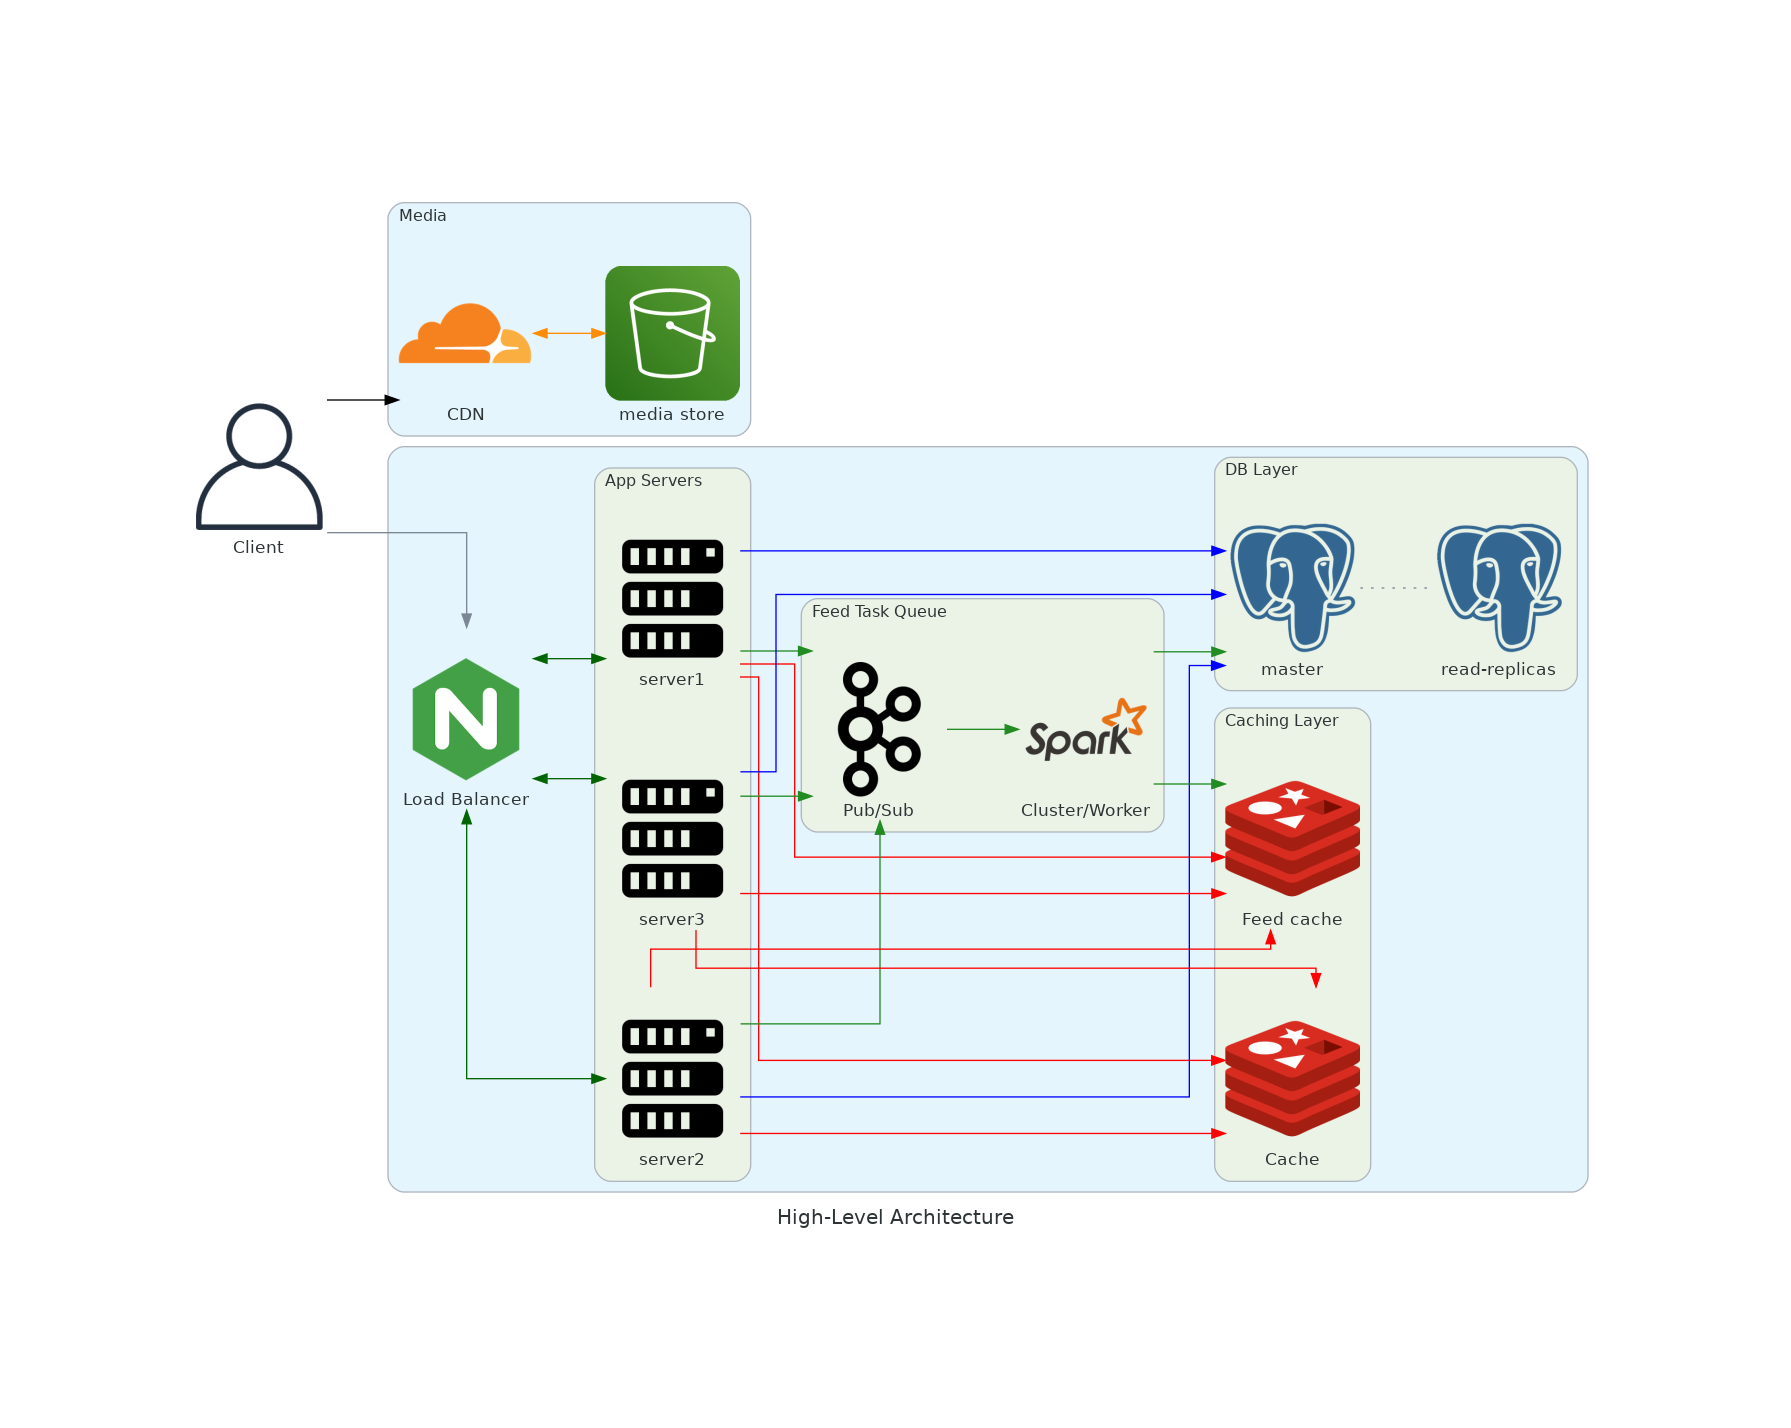 Media
CDN
media store
Client
App Servers
DB Layer
server1
Feed Task Queue
master
read-replicas
N
Load Balancer
Spark
Pub/Sub
Cluster/Worker
Caching Layer
server3
Feed cache
server2
Cache
High-Level Architecture